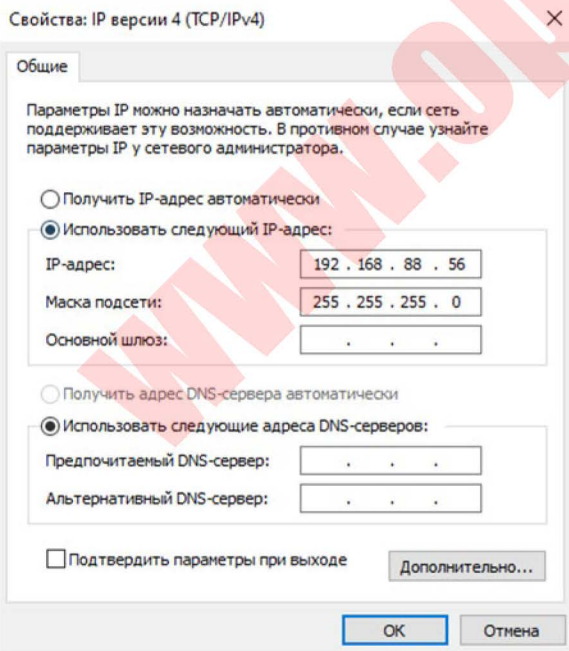 Свойства: IP версии 4 (TCP/IPv4)
Общие
Параметры IP можно назначать автоматически, если сеть
поддерживает эту возможность. В противном случае узнайте
параметры IP у сетевого администратора.
Получить IP-адрес автоматически
Использовать следующий IP-адрес:
IP-адрес: 192 . 168 . 88 . 56
Маска подсети: 255 . 255 . 255 . 0
Основной шлюз: . . .
Получить адрес DNS-сервера автоматически
Использовать следующие адреса DNS-серверов:
Предпочитаемый DNS-сервер: . . .
Альтернативный DNS-сервер: . . .
Подтвердить параметры при выходе
Дополнительно...
ОК Отмена
www.op